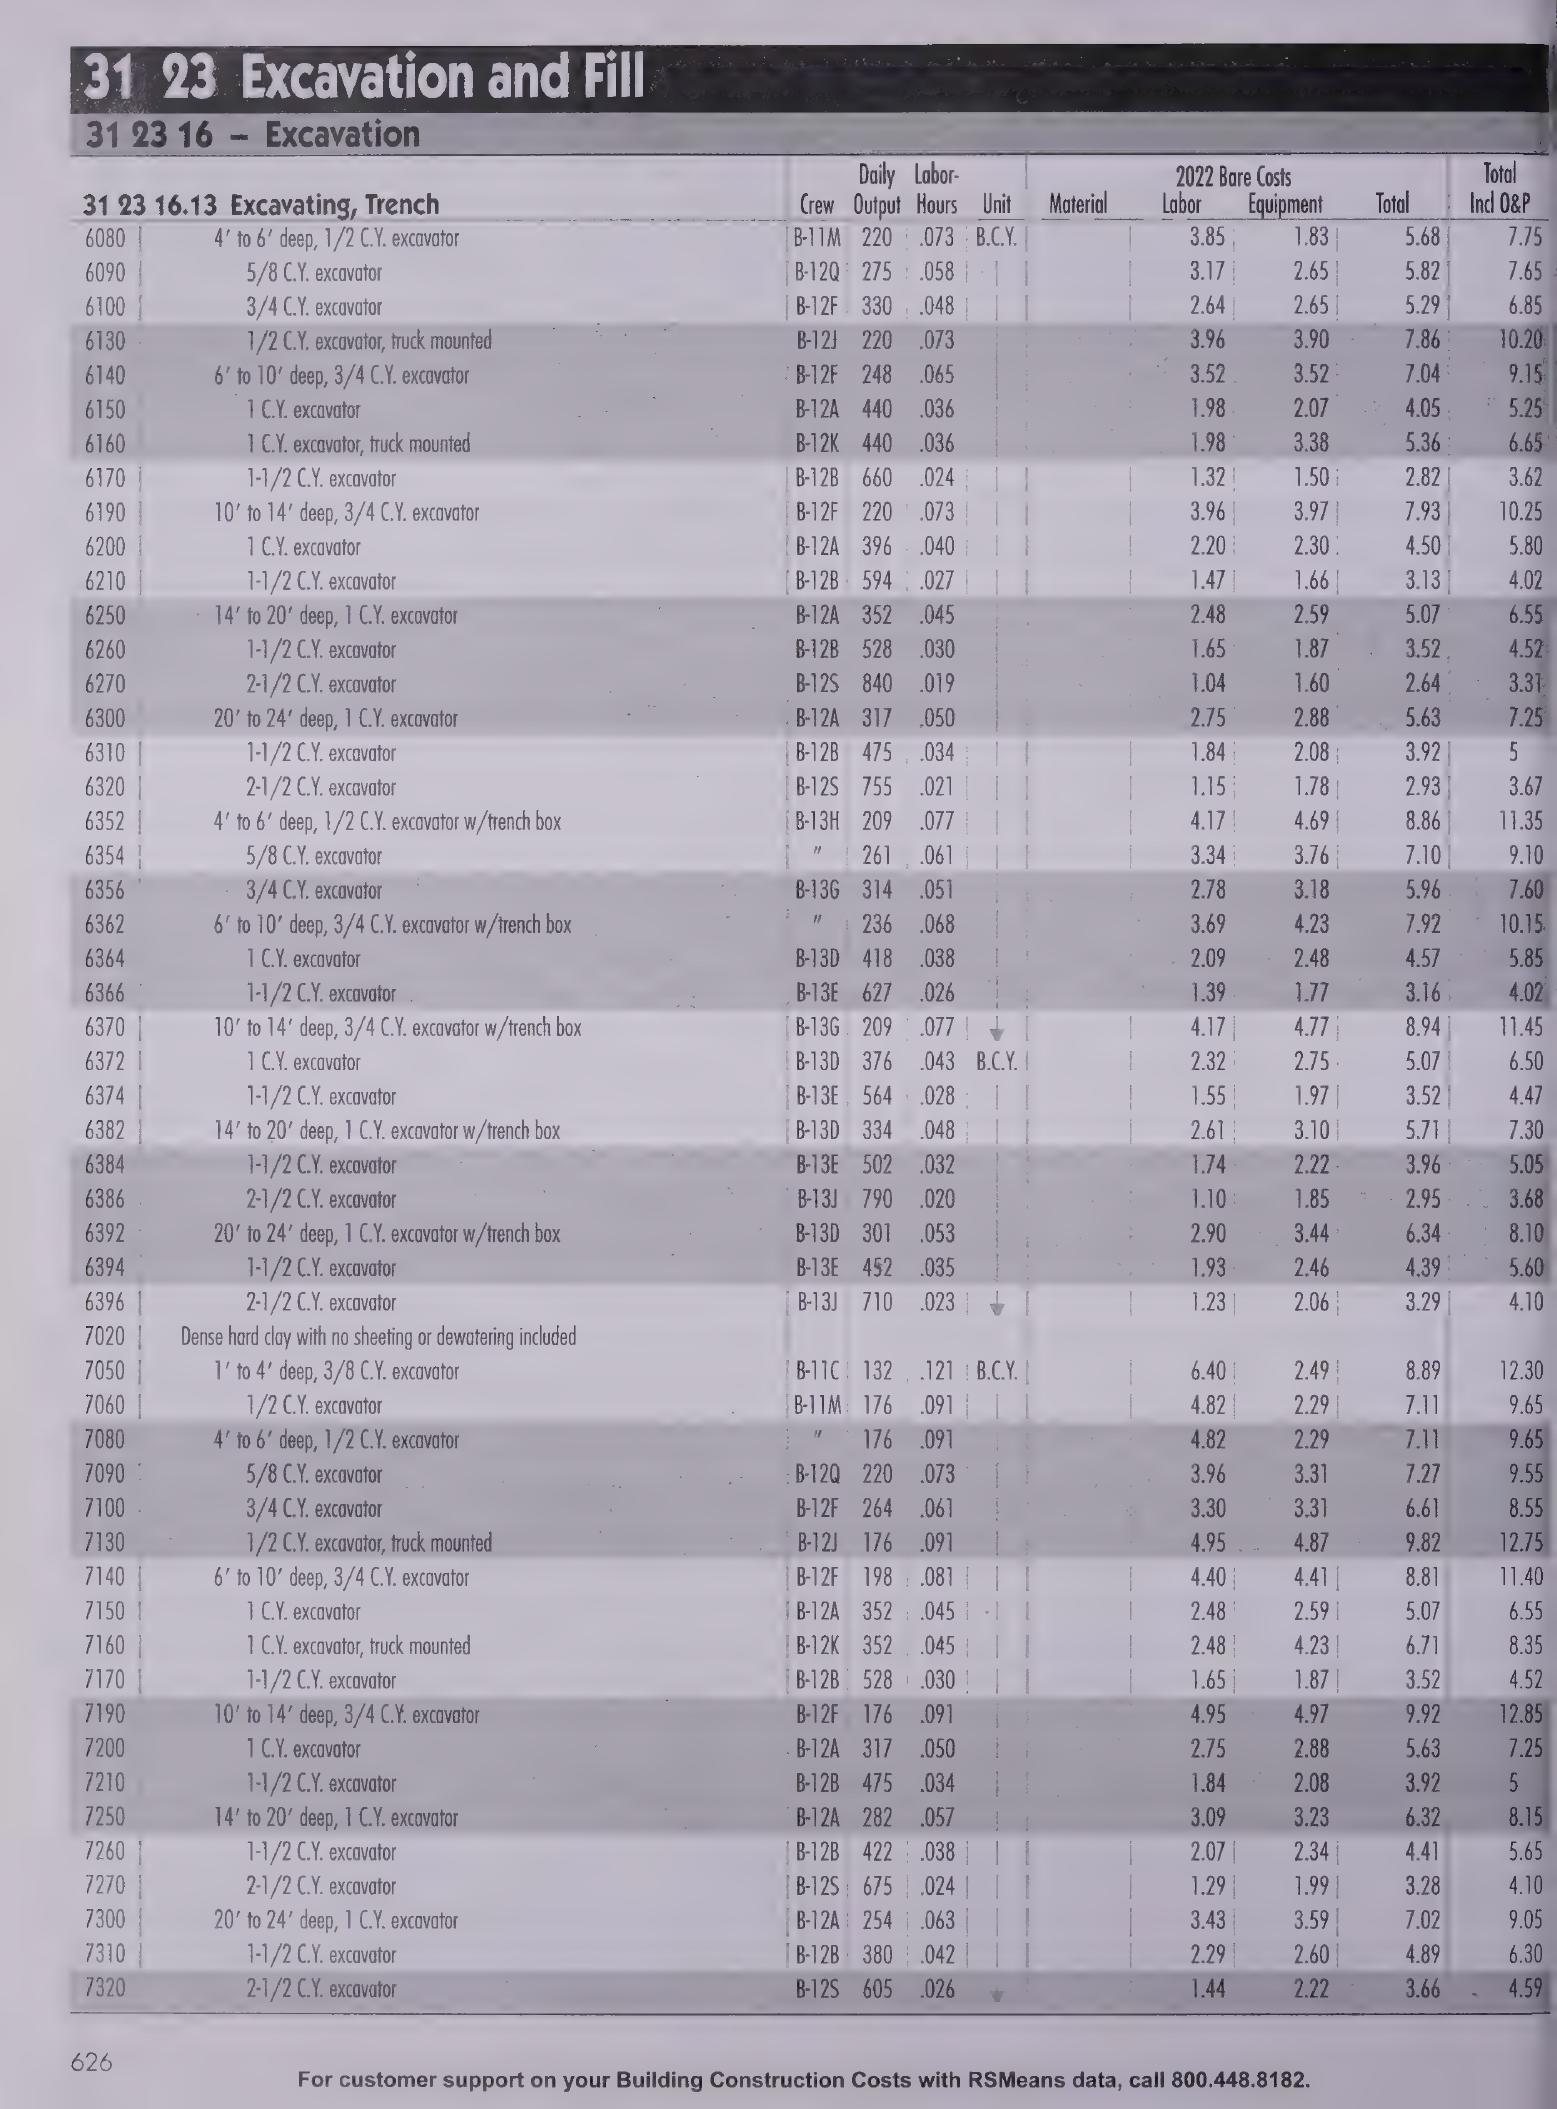 31 23 Excavation and Fill
31 23 16 – Excavation
Daily Labor- 2022 Bare Costs Total
31 23 16.13 Excavating, Trench Crew Output Hours Unit Material Labor Equipment Total Incl O&P
6080 4' to 6' deep, 1/2 C.Y. excavator B-11M 220 .073 B.C.Y. 3.85 1.83 5.68 7.75
6090 5/8 C.Y. excavator B-12Q 275 .058 3.17 2.65 5.82 7.65
6100 3/4 C.Y. excavator B-12F 330 .048 2.64 2.65 5.29 6.85
6130 1/2 C.Y. excavator, truck mounted B-12J 220 .073 3.96 3.90 7.86 10.20
6140 6' to 10' deep, 3/4 C.Y. excavator B-12F 248 .065 3.52 3.52 7.04 9.15
6150 1 C.Y. excavator B-12A 440 .036 1.98 2.07 4.05 5.25
6160 1 C.Y. excavator, truck mounted B-12K 440 .036 1.98 3.38 5.36 6.65
6170 1-1/2 C.Y. excavator B-12B 660 .024 1.32 1.50 2.82 3.62
6190 10' to 14' deep, 3/4 C.Y. excavator B-12F 220 .073 3.96 3.97 7.93 10.25
6200 1 C.Y. excavator B-12A 396 .040 2.20 2.30 4.50 5.80
6210 1-1/2 C.Y. excavator B-12B 594 .027 1.47 1.66 3.13 4.02
6250 14' to 20' deep, 1 C.Y. excavator B-12A 352 .045 2.48 2.59 5.07 6.55
6260 1-1/2 C.Y. excavator B-12B 528 .030 1.65 1.87 3.52 4.52
6270 2-1/2 C.Y. excavator B-12S 840 .019 1.04 1.60 2.64 3.31
6300 20' to 24' deep, 1 C.Y. excavator B-12A 317 .050 2.75 2.88 5.63 7.25
6310 1-1/2 C.Y. excavator B-12B 475 .034 1.84 2.08 3.92 5
6320 2-1/2 C.Y. excavator B-12S 755 .021 1.15 1.78 2.93 3.67
6352 4' to 6' deep, 1/2 C.Y. excavator w/trench box B-13H 209 .077 4.17 4.69 8.86 11.35
6354 5/8 C.Y. excavator " 261 .061 3.34 3.76 7.10 9.10
6356 3/4 C.Y. excavator B-13G 314 .051 2.78 3.18 5.96 7.60
6362 6' to 10' deep, 3/4 C.Y. excavator w/trench box " 236 .068 3.69 4.23 7.92 10.15
6364 1 C.Y. excavator B-13D 418 .038 2.09 2.48 4.57 5.85
6366 1-1/2 C.Y. excavator B-13E 627 .026 1.39 1.77 3.16 4.02
6370 10' to 14' deep, 3/4 C.Y. excavator w/trench box B-13G 209 .077 4.17 4.77 8.94 11.45
6372 1 C.Y. excavator B-13D 376 .043 B.C.Y. 2.32 2.75 5.07 6.50
6374 1-1/2 C.Y. excavator B-13E 564 .028 1.55 1.97 3.52 4.47
6382 14' to 20' deep, 1 C.Y. excavator w/trench box B-13D 334 .048 2.61 3.10 5.71 7.30
6384 1-1/2 C.Y. excavator B-13E 502 .032 1.74 2.22 3.96 5.05
6386 2-1/2 C.Y. excavator B-13J 790 .020 1.10 1.85 2.95 3.68
6392 20' to 24' deep, 1 C.Y. excavator w/trench box B-13D 301 .053 2.90 3.44 6.34 8.10
6394 1-1/2 C.Y. excavator B-13E 452 .035 1.93 2.46 4.39 5.60
6396 2-1/2 C.Y. excavator B-13J 710 .023 1.23 2.06 3.29 4.10
7020 Dense hard clay with no sheeting or dewatering included
7050 1' to 4' deep, 3/8 C.Y. excavator B-11C 132 .121 B.C.Y. 6.40 2.49 8.89 12.30
7060 1/2 C.Y. excavator B-11M 176 .091 4.82 2.29 7.11 9.65
7080 4' to 6' deep, 1/2 C.Y. excavator " 176 .091 4.82 2.29 7.11 9.65
7090 5/8 C.Y. excavator B-12Q 220 .073 3.96 3.31 7.27 9.55
7100 3/4 C.Y. excavator B-12F 264 .061 3.30 3.31 6.61 8.55
7130 1/2 C.Y. excavator, truck mounted B-12J 176 .091 4.95 4.87 9.82 12.75
7140 6' to 10' deep, 3/4 C.Y. excavator B-12F 198 .081 4.40 4.41 8.81 11.40
7150 1 C.Y. excavator B-12A 352 .045 2.48 2.59 5.07 6.55
7160 1 C.Y. excavator, truck mounted B-12K 352 .045 2.48 4.23 6.71 8.35
7170 1-1/2 C.Y. excavator B-12B 528 .030 1.65 1.87 3.52 4.52
7190 10' to 14' deep, 3/4 C.Y. excavator B-12F 176 .091 4.95 4.97 9.92 12.85
7200 1 C.Y. excavator B-12A 317 .050 2.75 2.88 5.63 7.25
7210 1-1/2 C.Y. excavator B-12B 475 .034 1.84 2.08 3.92 5
7250 14' to 20' deep, 1 C.Y. excavator B-12A 282 .057 3.09 3.23 6.32 8.15
7260 1-1/2 C.Y. excavator B-12B 422 .038 2.07 2.34 4.41 5.65
7270 2-1/2 C.Y. excavator B-12S 675 .024 1.29 1.99 3.28 4.10
7300 20' to 24' deep, 1 C.Y. excavator B-12A 254 .063 3.43 3.59 7.02 9.05
7310 1-1/2 C.Y. excavator B-12B 380 .042 2.29 2.60 4.89 6.30
7320 2-1/2 C.Y. excavator B-12S 605 .026 1.44 2.22 3.66 4.59
626
For customer support on your Building Construction Costs with RSMeans data, call 800.448.8182.